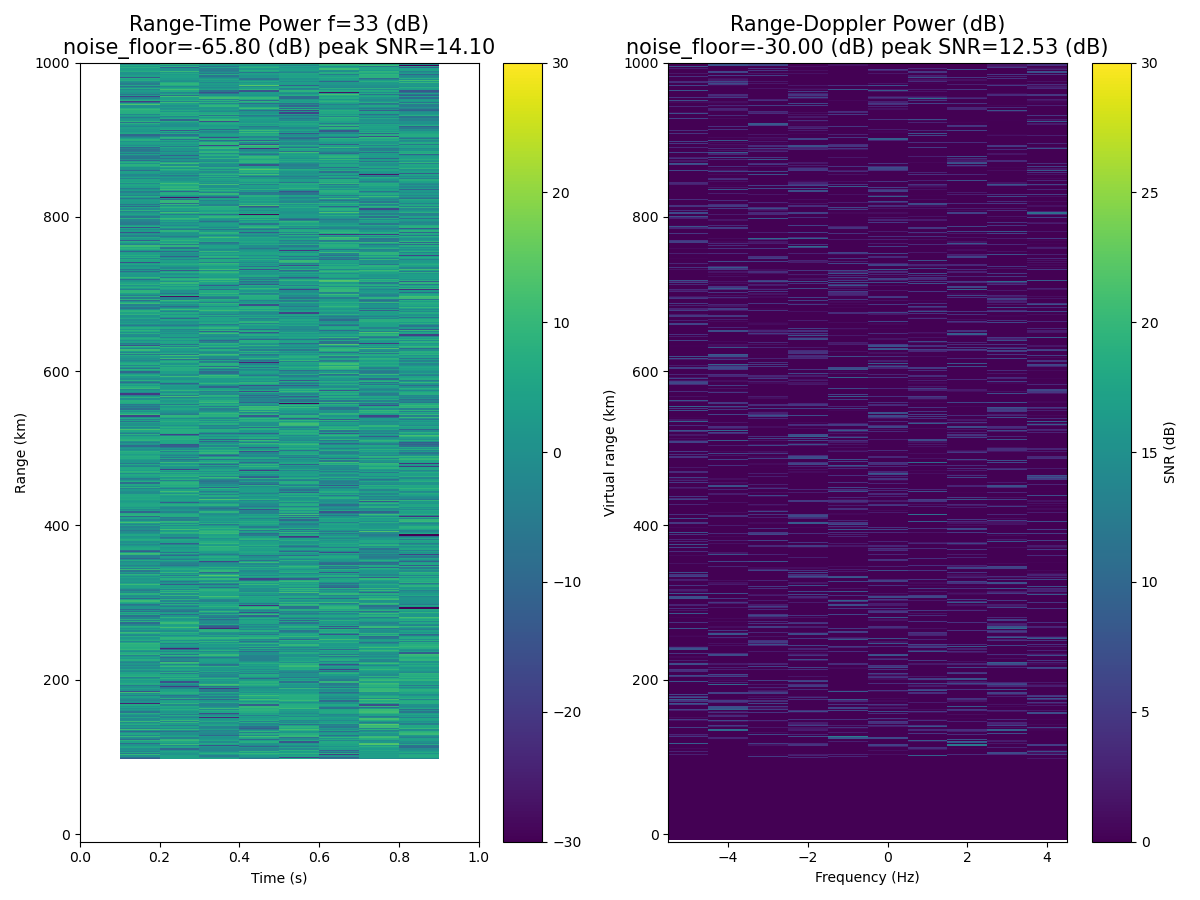 Range-Time Power f=33 (dB)
noise_floor=-65.80 (dB) peak SNR=14.10
1000
800
600
400
200
0
Range (km)
0.0 0.2 0.4 0.6 0.8 1.0
Time (s)
30
20
10
0
−10
−20
−30
Range-Doppler Power (dB)
noise_floor=-30.00 (dB) peak SNR=12.53 (dB)
1000
800
600
400
200
0
Virtual range (km)
−4 −2 0 2 4
Frequency (Hz)
30
25
20
15
10
5
0
SNR (dB)